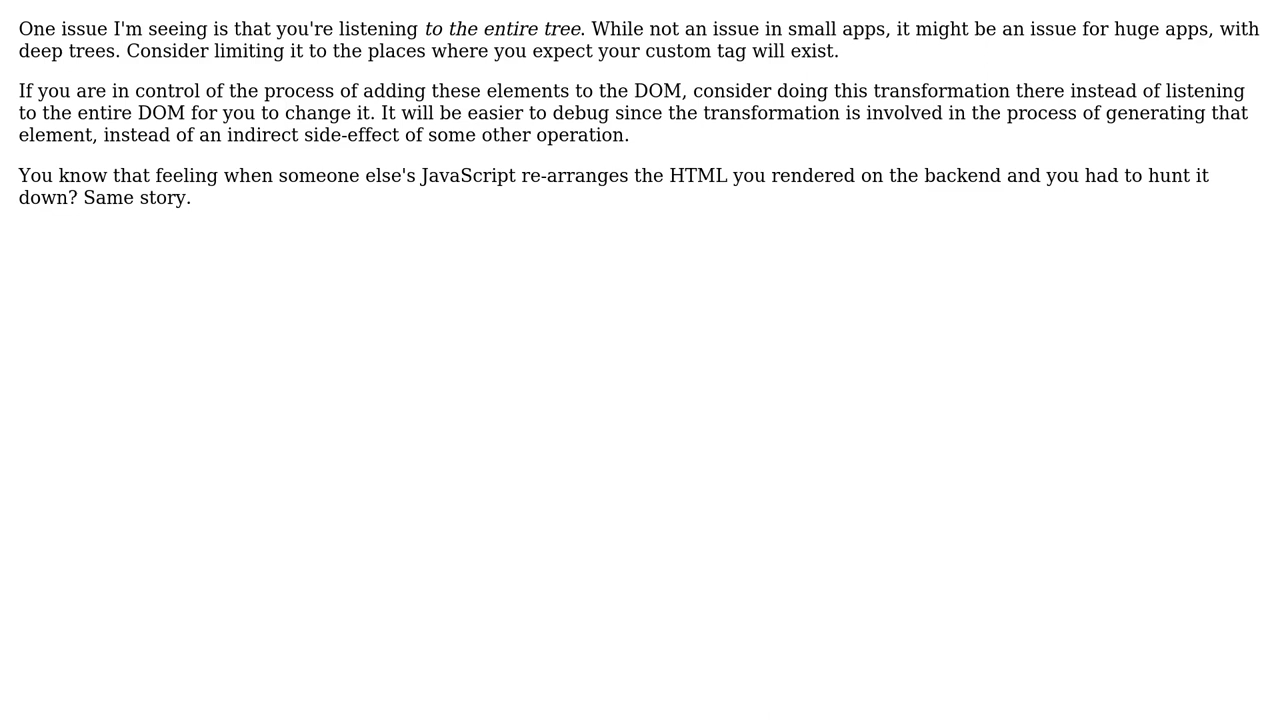 One issue I'm seeing is that you're listening to the entire tree. While not an issue in small apps, it might be an issue for huge apps, with
deep trees. Consider limiting it to the places where you expect your custom tag will exist.
If you are in control of the process of adding these elements to the DOM, consider doing this transformation there instead of listening
to the entire DOM for you to change it. It will be easier to debug since the transformation is involved in the process of generating that
element, instead of an indirect side-effect of some other operation.
You know that feeling when someone else's JavaScript re-arranges the HTML you rendered on the backend and you had to hunt it
down? Same story.